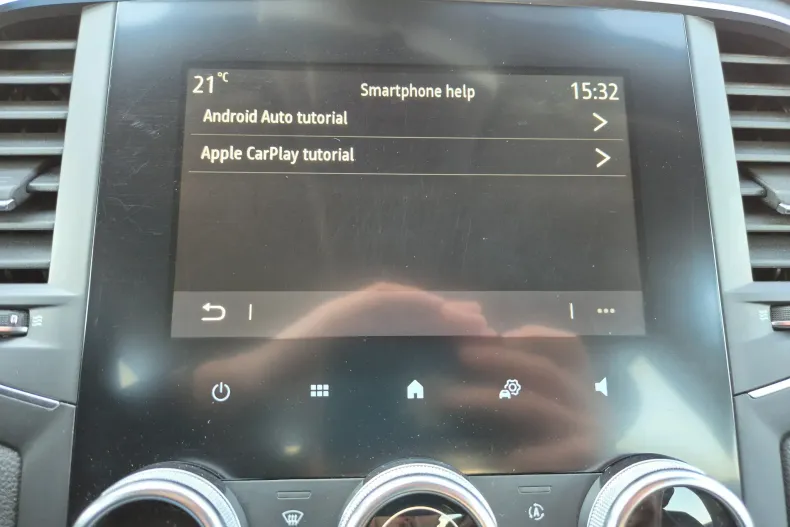 21°C Smartphone help 15:32
Android Auto tutorial
Apple CarPlay tutorial